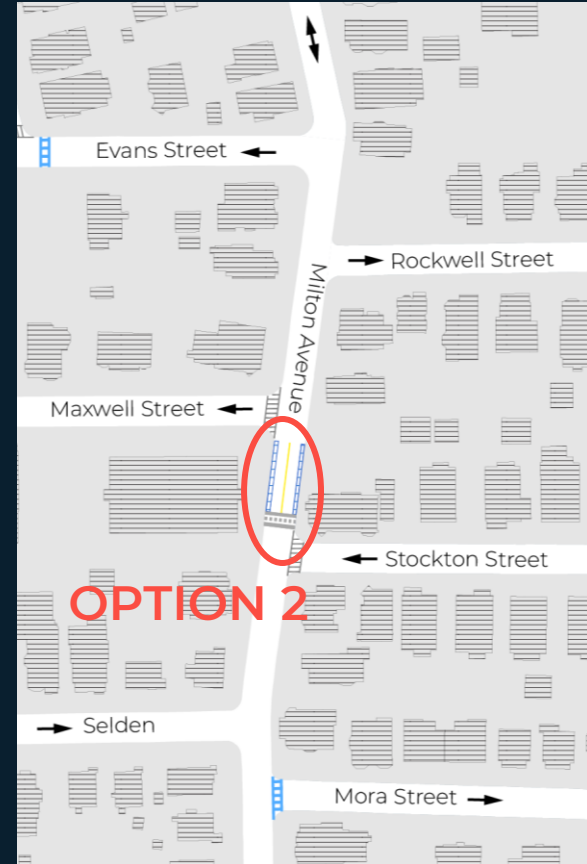 Evans Street
Rockwell Street
Milton Avenue
Maxwell Street
Stockton Street
OPTION 2
Selden
Mora Street